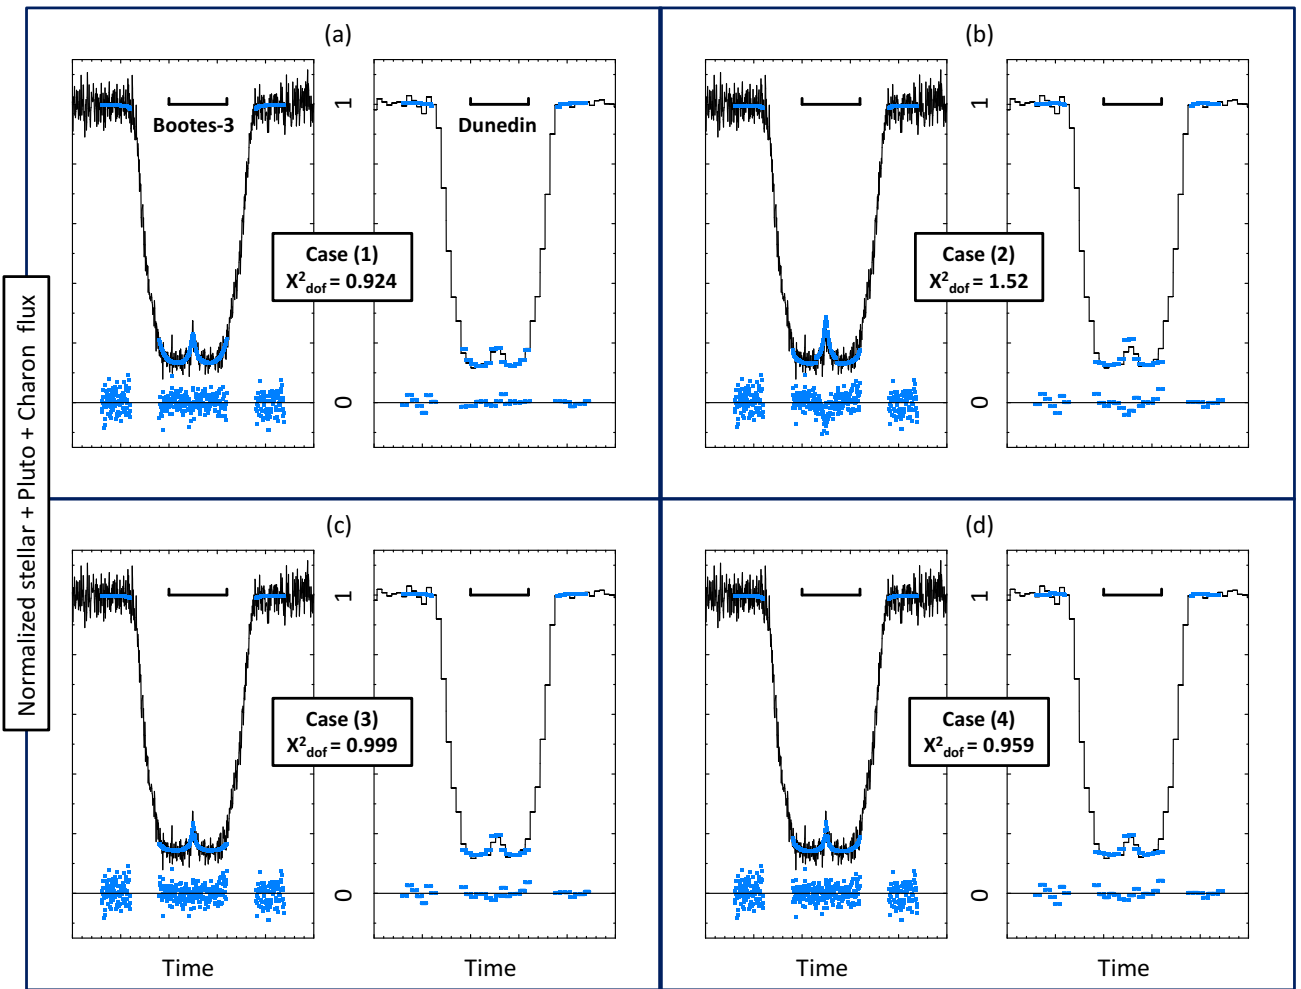 (a)
(b)
Bootes-3
1
Dunedin
1
Case (1)
X²dof = 0.924
Case (2)
X²dof = 1.52
0
0
Normalized stellar + Pluto + Charon flux
(c)
(d)
1
1
Case (3)
X²dof = 0.999
Case (4)
X²dof = 0.959
0
0
Time
Time
Time
Time